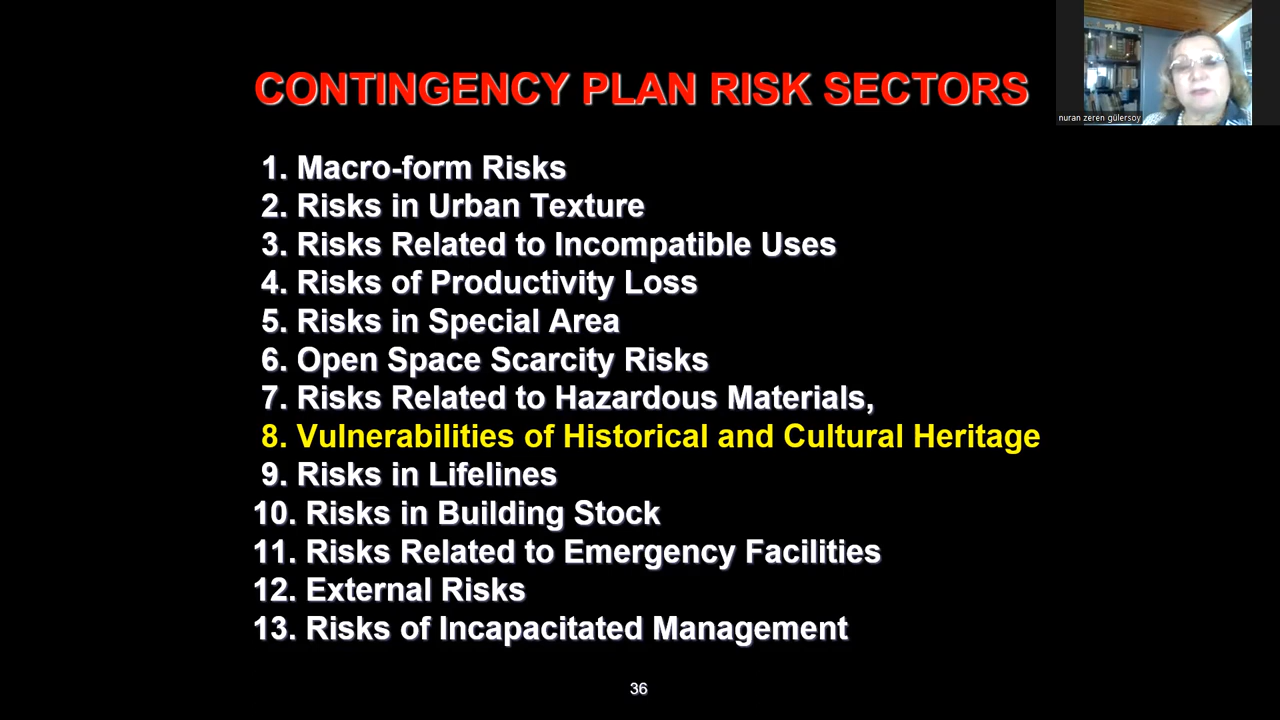 CONTINGENCY PLAN RISK SECTORS
nuran zeren gülersoy
1. Macro-form Risks
2. Risks in Urban Texture
3. Risks Related to Incompatible Uses
4. Risks of Productivity Loss
5. Risks in Special Area
6. Open Space Scarcity Risks
7. Risks Related to Hazardous Materials,
8. Vulnerabilities of Historical and Cultural Heritage
9. Risks in Lifelines
10. Risks in Building Stock
11. Risks Related to Emergency Facilities
12. External Risks
13. Risks of Incapacitated Management
36